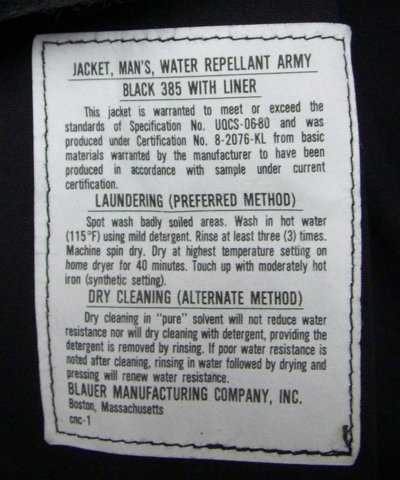 JACKET, MAN'S, WATER REPELLANT ARMY
BLACK 385 WITH LINER
This jacket is warranted to meet or exceed the
standards of Specification No. UQCS-06-80 and was
produced under Certification No. 8-2076-KL from basic
materials warranted by the manufacturer to have been
produced in accordance with sample under current
certification.
LAUNDERING (PREFERRED METHOD)
Spot wash badly soiled areas. Wash in hot water
(115°F) using mild detergent. Rinse at least three (3) times.
Machine spin dry. Dry at highest temperature setting on
home dryer for 40 minutes. Touch up with moderately hot
iron (synthetic setting).
DRY CLEANING (ALTERNATE METHOD)
Dry cleaning in "pure" solvent will not reduce water
resistance nor will dry cleaning with detergent, providing the
detergent is removed by rinsing. If poor water resistance is
noted after cleaning, rinsing in water followed by drying and
pressing will renew water resistance.
BLAUER MANUFACTURING COMPANY, INC.
Boston, Massachusetts
cnc-1